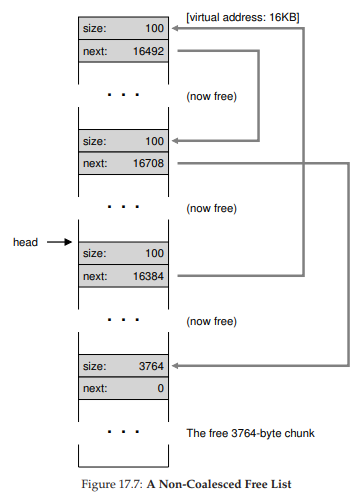 [virtual address: 16KB]
size: 100
next: 16492
. . . (now free)
size: 100
next: 16708
. . . (now free)
head
size: 100
next: 16384
. . . (now free)
size: 3764
next: 0
. . . The free 3764-byte chunk
Figure 17.7: A Non-Coalesced Free List